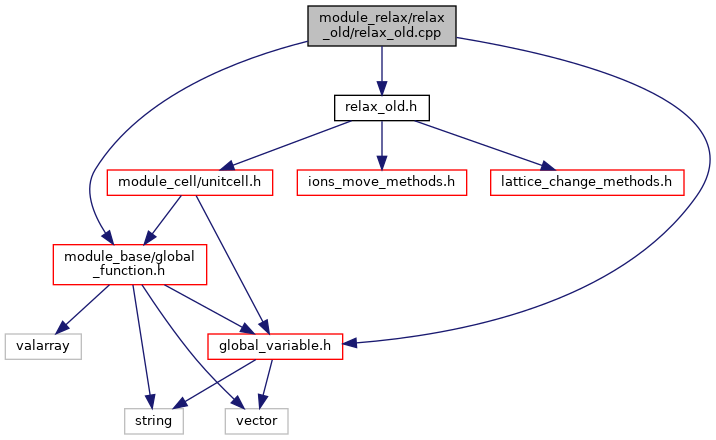 module_relax/relax
_old/relax_old.cpp
relax_old.h
module_cell/unitcell.h
ions_move_methods.h
lattice_change_methods.h
module_base/global
_function.h
valarray
global_variable.h
string
vector